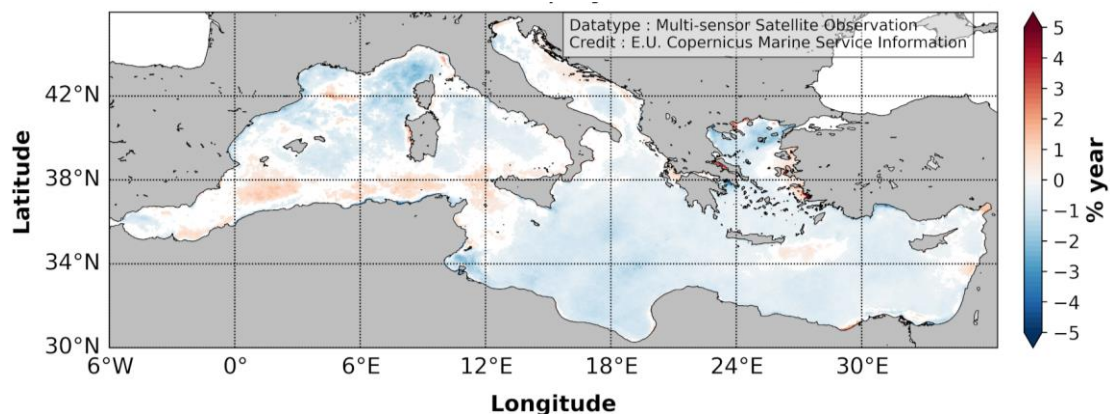 Datatype : Multi-sensor Satellite Observation
Credit : E.U. Copernicus Marine Service Information
42°N
38°N
34°N
30°N
6°W 0° 6°E 12°E 18°E 24°E 30°E
Latitude
Longitude
5
4
3
2
1
0
−1
−2
−3
−4
−5
% year